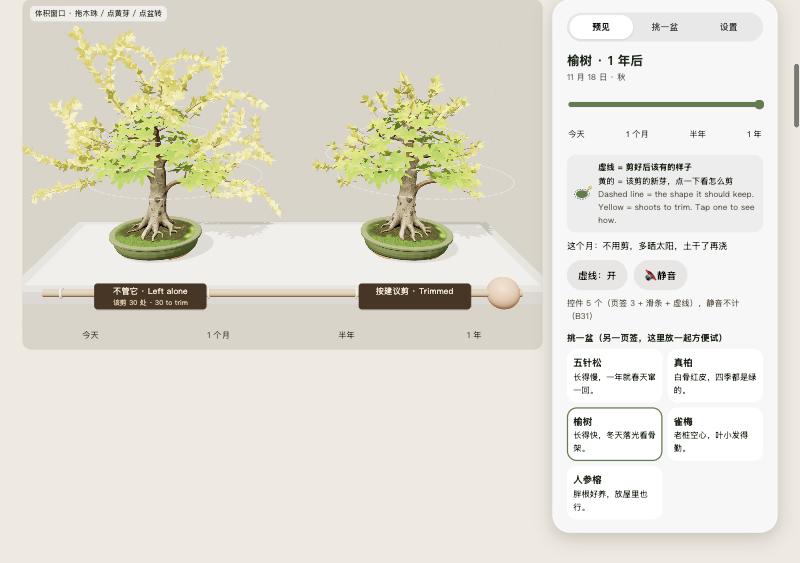 体积窗口 · 拖木珠 / 点黄芽 / 点盆转
不管它 · Left alone
该剪 30 处 · 30 to trim
按建议剪 · Trimmed
今天
1 个月
半年
1 年
预见
挑一盆
设置
榆树 · 1 年后
11 月 18 日 · 秋
今天
1 个月
半年
1 年
虚线 = 剪好后该有的样子
黄的 = 该剪的新芽，点一下看怎么剪
Dashed line = the shape it should keep.
Yellow = shoots to trim. Tap one to see
how.
这个月：不用剪，多晒太阳，土干了再浇
虚线：开
静音
控件 5 个（页签 3 + 滑条 + 虚线），静音不计
（B31）
挑一盆（另一页签，这里放一起方便试）
五针松
长得慢，一年就春天窜
一回。
真柏
白骨红皮，四季都是绿
的。
榆树
长得快，冬天落光看骨
架。
雀梅
老桩空心，叶小发得
勤。
人参榕
胖根好养，放屋里也
行。